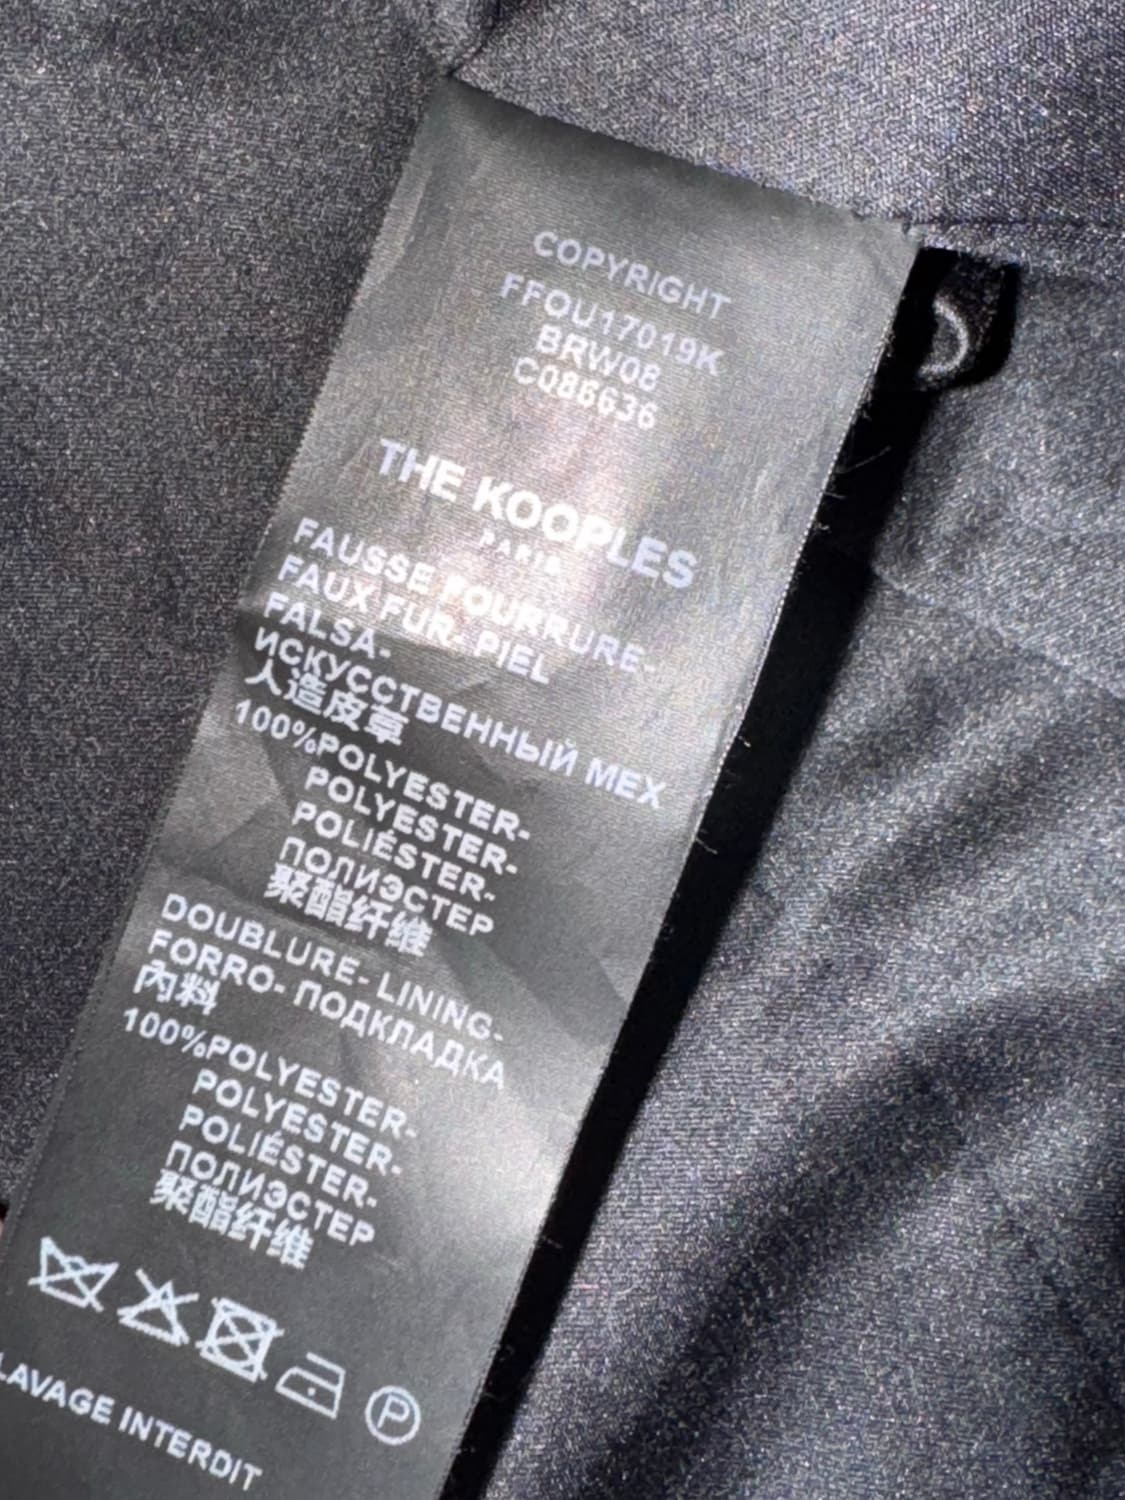 COPYRIGHT
FFOU17019K
BRW08
C086636
THE KOOPLES
PARIS
FAUSSE FOURRURE-
FAUX FUR- PIEL
FALSA-
ИСКУССТВЕННЫЙ МЕХ
人造皮草
100%POLYESTER-
POLYESTER-
POLIÉSTER-
ПОЛИЭСТЕР
聚酯纤维
DOUBLURE- LINING-
FORRO- ПОДКЛАДКА
內料
100%POLYESTER-
POLYESTER-
POLIÉSTER-
ПОЛИЭСТЕР
聚酯纤维
P
LAVAGE INTERDIT